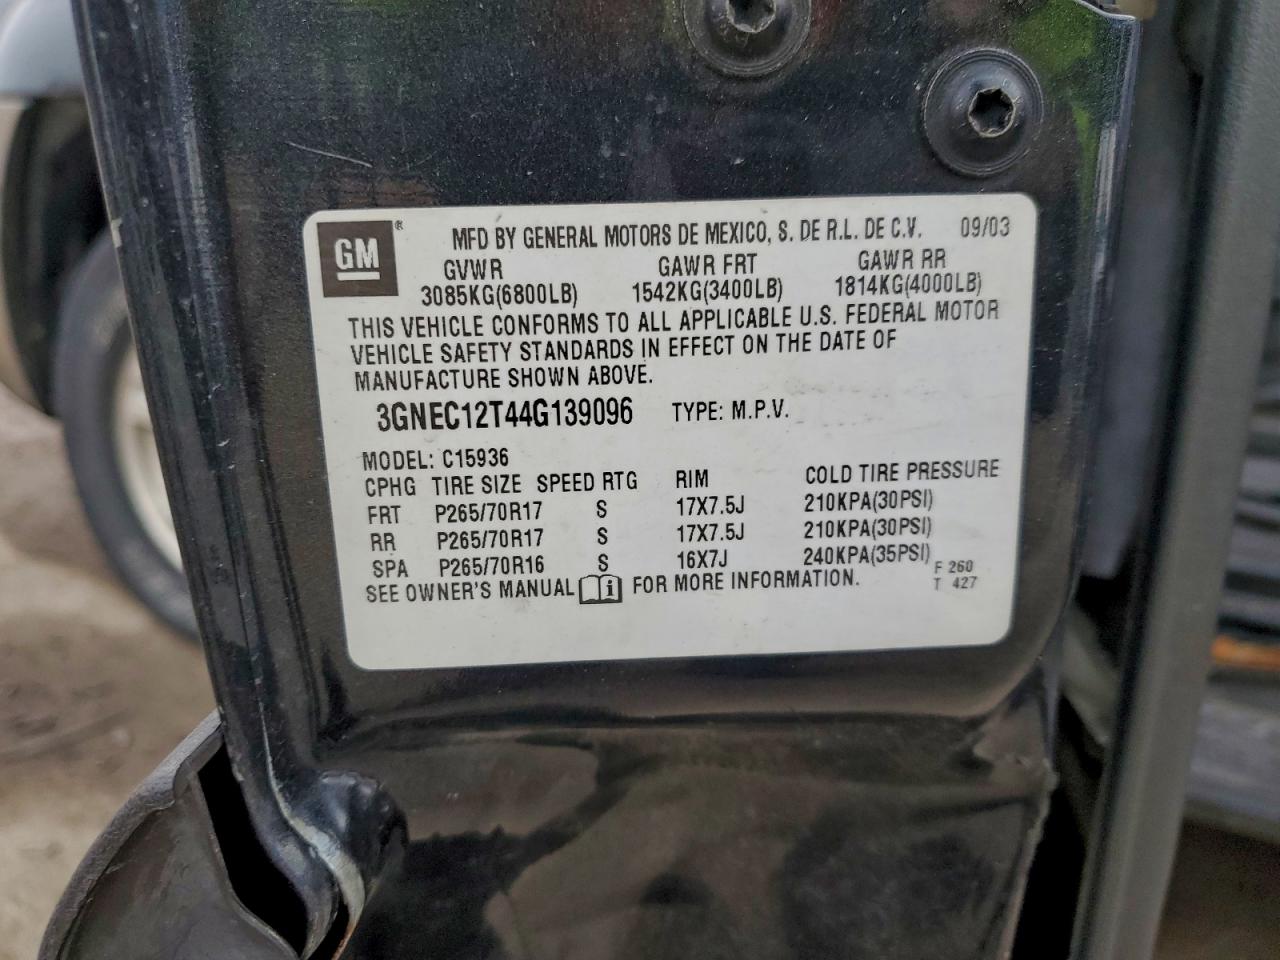 GM ® MFD BY GENERAL MOTORS DE MEXICO, S. DE R.L. DE C.V. 09/03
GVWR GAWR FRT GAWR RR
3085KG(6800LB) 1542KG(3400LB) 1814KG(4000LB)
THIS VEHICLE CONFORMS TO ALL APPLICABLE U.S. FEDERAL MOTOR
VEHICLE SAFETY STANDARDS IN EFFECT ON THE DATE OF
MANUFACTURE SHOWN ABOVE.
3GNEC12T44G139096 TYPE: M.P.V.
MODEL: C15936
CPHG TIRE SIZE SPEED RTG RIM COLD TIRE PRESSURE
FRT P265/70R17 S 17X7.5J 210KPA(30PSI)
RR P265/70R17 S 17X7.5J 210KPA(30PSI)
SPA P265/70R16 S 16X7J 240KPA(35PSI) F 260
SEE OWNER'S MANUAL i FOR MORE INFORMATION. T 427